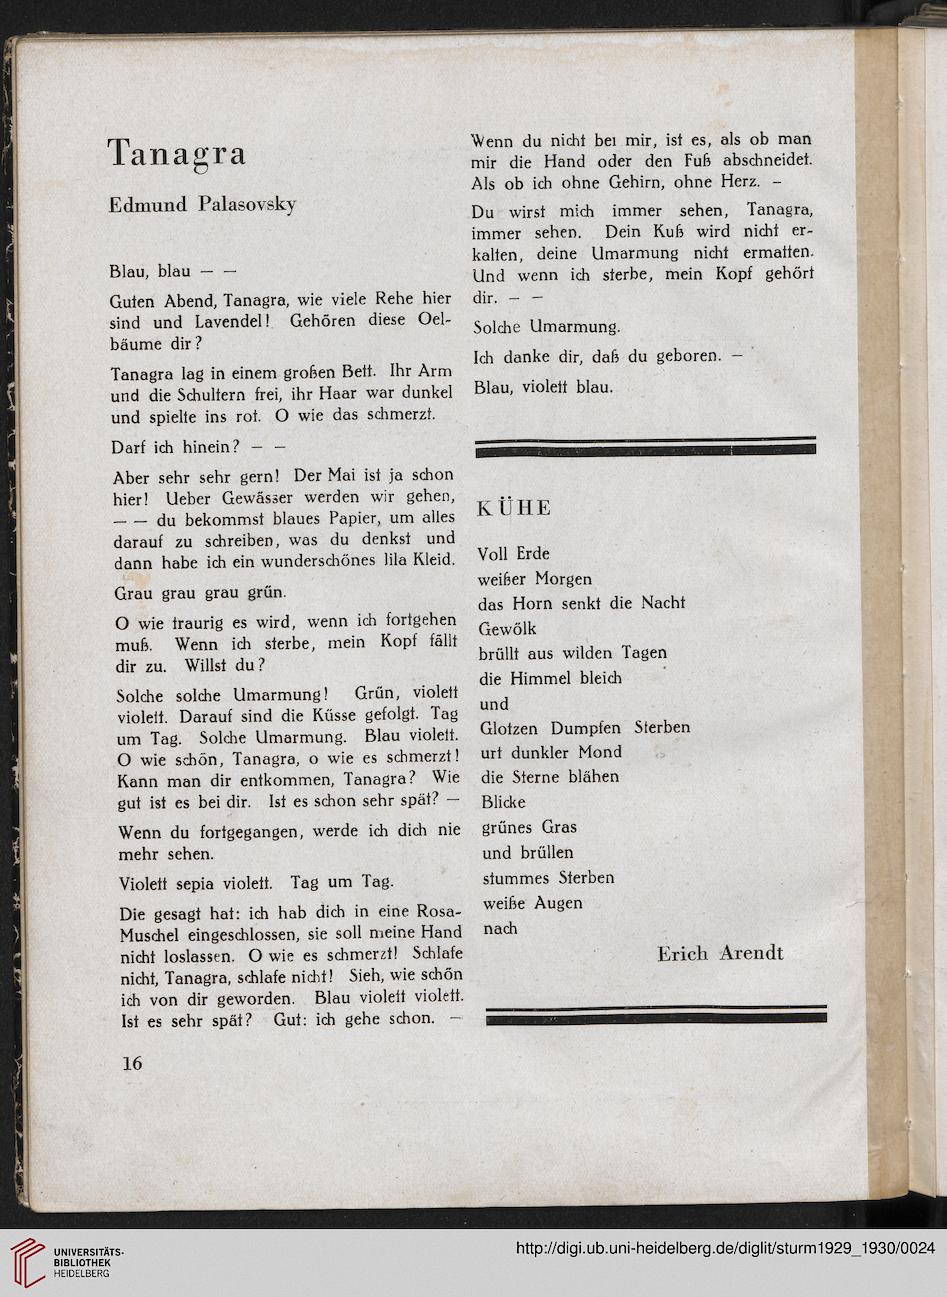 Tanagra
Edmund Palasovsky
Blau, blau — —
Guten Abend, Tanagra, wie viele Rehe hier
sind und Lavendel! Gehören diese Oel-
bäume dir?
Tanagra lag in einem großen Bett. Ihr Arm
und die Schultern frei, ihr Haar war dunkel
und spielte ins rot. O wie das schmerzt.
Darf ich hinein? — —
Aber sehr sehr gern! Der Mai ist ja schon
hier! Ueber Gewässer werden wir gehen,
— — du bekommst blaues Papier, um alles
darauf zu schreiben, was du denkst und
dann habe ich ein wunderschönes lila Kleid.
Grau grau grau grün.
O wie traurig es wird, wenn ich fortgehen
muß. Wenn ich sterbe, mein Kopf fällt
dir zu. Willst du?
Solche solche Umarmung! Grün, violett
violett. Darauf sind die Küsse gefolgt. Tag
um Tag. Solche Umarmung. Blau violett.
O wie schön, Tanagra, o wie es schmerzt!
Kann man dir entkommen, Tanagra? Wie
gut ist es bei dir. Ist es schon sehr spät? —
Wenn du fortgegangen, werde ich dich nie
mehr sehen.
Violett sepia violett. Tag um Tag.
Die gesagt hat: ich hab dich in eine Rosa-
Muschel eingeschlossen, sie soll meine Hand
nicht loslassen. O wie es schmerzt! Schlafe
nicht, Tanagra, schlafe nicht! Sieh, wie schön
ich von dir geworden. Blau violett violett.
Ist es sehr spät? Gut: ich gehe schon. —
16
Wenn du nicht bei mir, ist es, als ob man
mir die Hand oder den Fuß abschneidet.
Als ob ich ohne Gehirn, ohne Herz. —
Du wirst mich immer sehen, Tanagra,
immer sehen. Dein Kuß wird nicht er-
kalten, deine Umarmung nicht ermatten.
Und wenn ich sterbe, mein Kopf gehört
dir. — —
Solche Umarmung.
Ich danke dir, daß du geboren. —
Blau, violett blau.
KÜHE
Voll Erde
weißer Morgen
das Horn senkt die Nacht
Gewölk
brüllt aus wilden Tagen
die Himmel bleich
und
Glotzen Dumpfen Sterben
urt dunkler Mond
die Sterne blähen
Blicke
grünes Gras
und brüllen
stummes Sterben
weiße Augen
nach
Erich Arendt
UNIVERSITÄTS-
BIBLIOTHEK
HEIDELBERG
http://digi.ub.uni-heidelberg.de/diglit/sturm1929_1930/0024